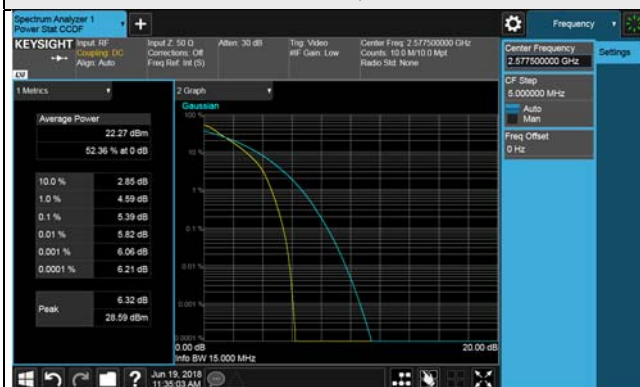 Spectrum Analyzer 1
Power Stat CCDF
Frequency
KEYSIGHT
Input: RF
Coupling: DC
Align: Auto
Input Z: 50 Ω
Corrections: Off
Freq Ref: Int (S)
Atten: 30 dB
Trig: Video
#IF Gain: Low
Center Freq: 2.577500000 GHz
Counts: 10.0 M/10.0 Mpt
Radio Std: None
Center Frequency
2.577500000 GHz
Settings
CF Step
5.000000 MHz
Auto
Man
Freq Offset
0 Hz
1 Metrics
Average Power
22.27 dBm
52.36 % at 0 dB
10.0 % 2.85 dB
1.0 % 4.59 dB
0.1 % 5.39 dB
0.01 % 5.82 dB
0.001 % 6.06 dB
0.0001 % 6.21 dB
Peak 6.32 dB
28.59 dBm
2 Graph
Gaussian
100 %
10 %
1 %
0.1 %
0.01 %
0.001 %
0.0001 %
0.00 dB
20.00 dB
Info BW 15.000 MHz
Jun 19, 2018
11:35:03 AM